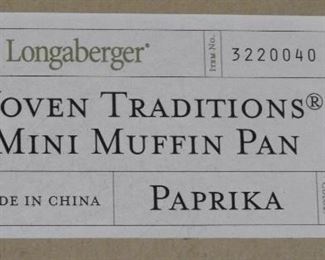 Longaberger® Item No. 3220040
OVEN TRADITIONS®
MINI MUFFIN PAN
DE IN CHINA PAPRIKA